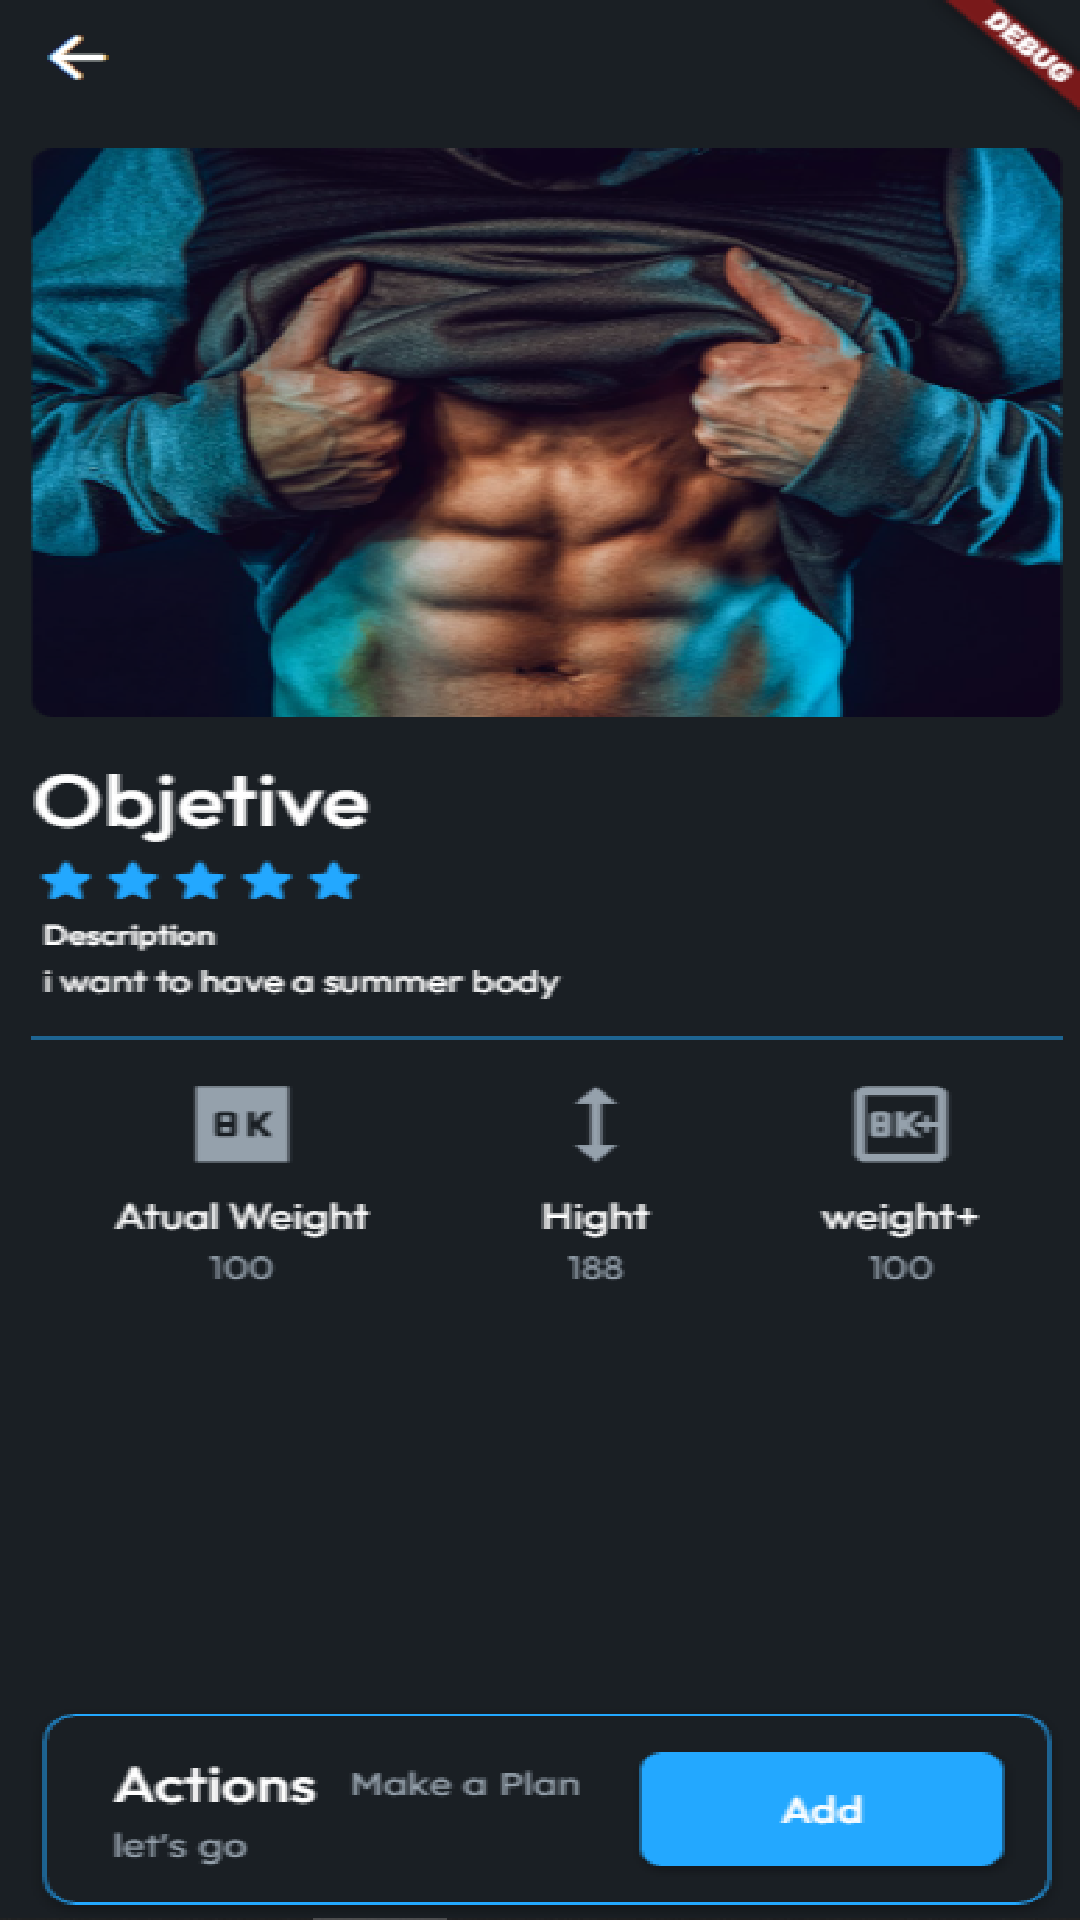 DEBUG
Objetive
Description
i want to have a summer body
8K 8K+
Atual Weight Hight weight+
100 188 100
Actions Make a Plan
let's go
Add